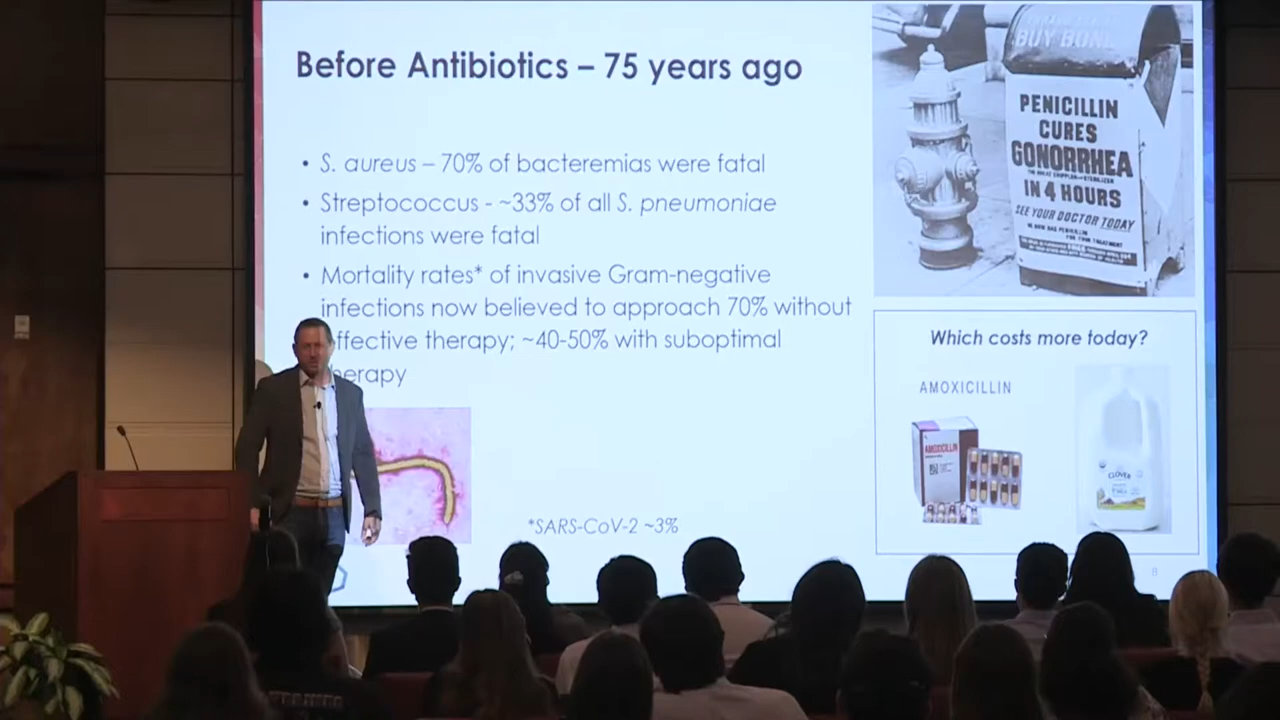 Before Antibiotics – 75 years ago
• S. aureus – 70% of bacteremias were fatal
• Streptococcus - ~33% of all S. pneumoniae
infections were fatal
• Mortality rates* of invasive Gram-negative
infections now believed to approach 70% without
effective therapy; ~40-50% with suboptimal
herapy
*SARS-CoV-2 ~3%
BUY BON
PENICILLIN
CURES
GONORRHEA
IN 4 HOURS
SEE YOUR DOCTOR TODAY
Which costs more today?
AMOXICILLIN
AMOXICILLIN
CLOVER
8